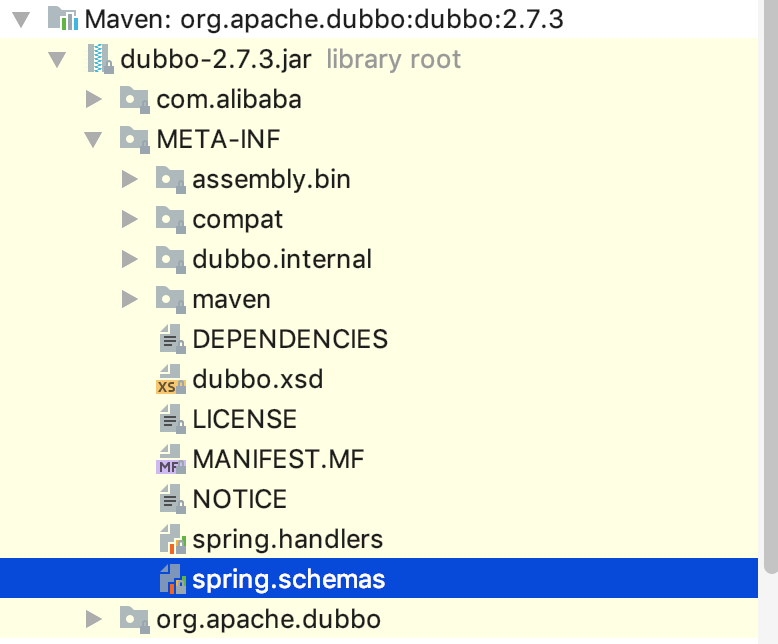 Maven: org.apache.dubbo:dubbo:2.7.3
dubbo-2.7.3.jar library root
com.alibaba
META-INF
assembly.bin
compat
dubbo.internal
maven
DEPENDENCIES
XS dubbo.xsd
LICENSE
MF MANIFEST.MF
NOTICE
spring.handlers
spring.schemas
org.apache.dubbo